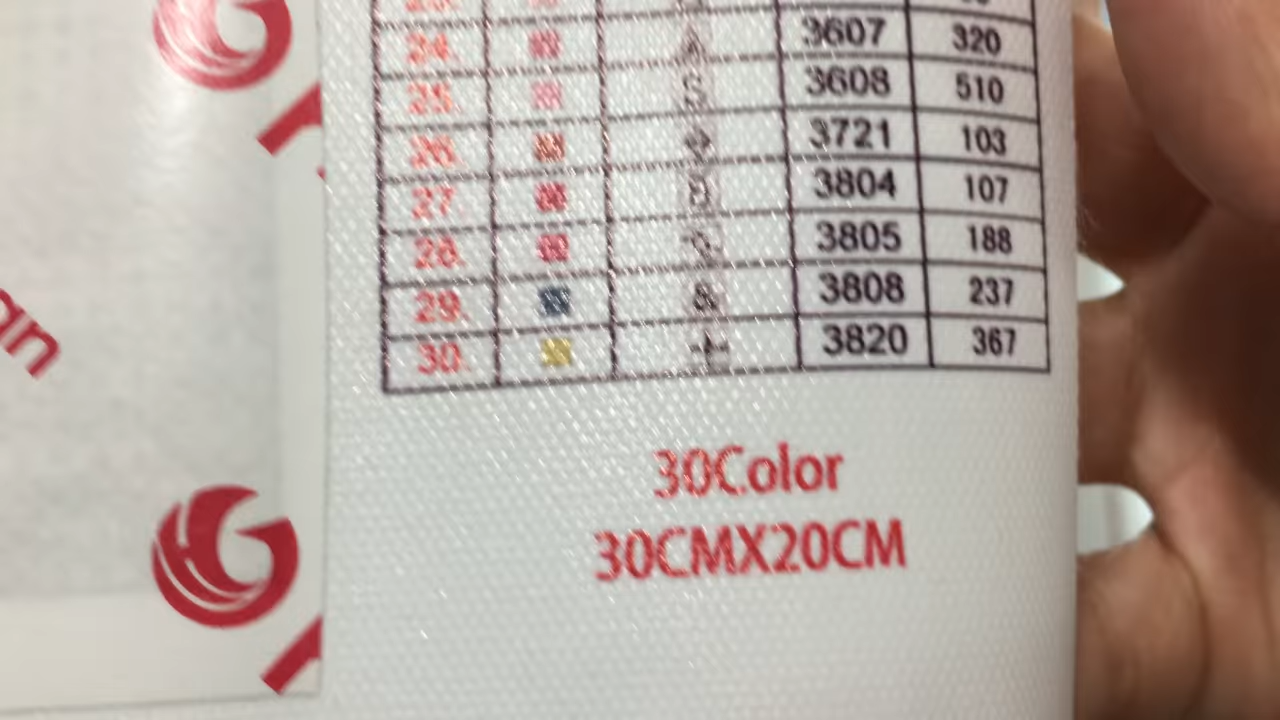 24. 3607 320
25. S 3608 510
26. 3721 103
27. D 3804 107
28. 3805 188
29. & 3808 237
30. + 3820 367
30Color
30CMX20CM
an